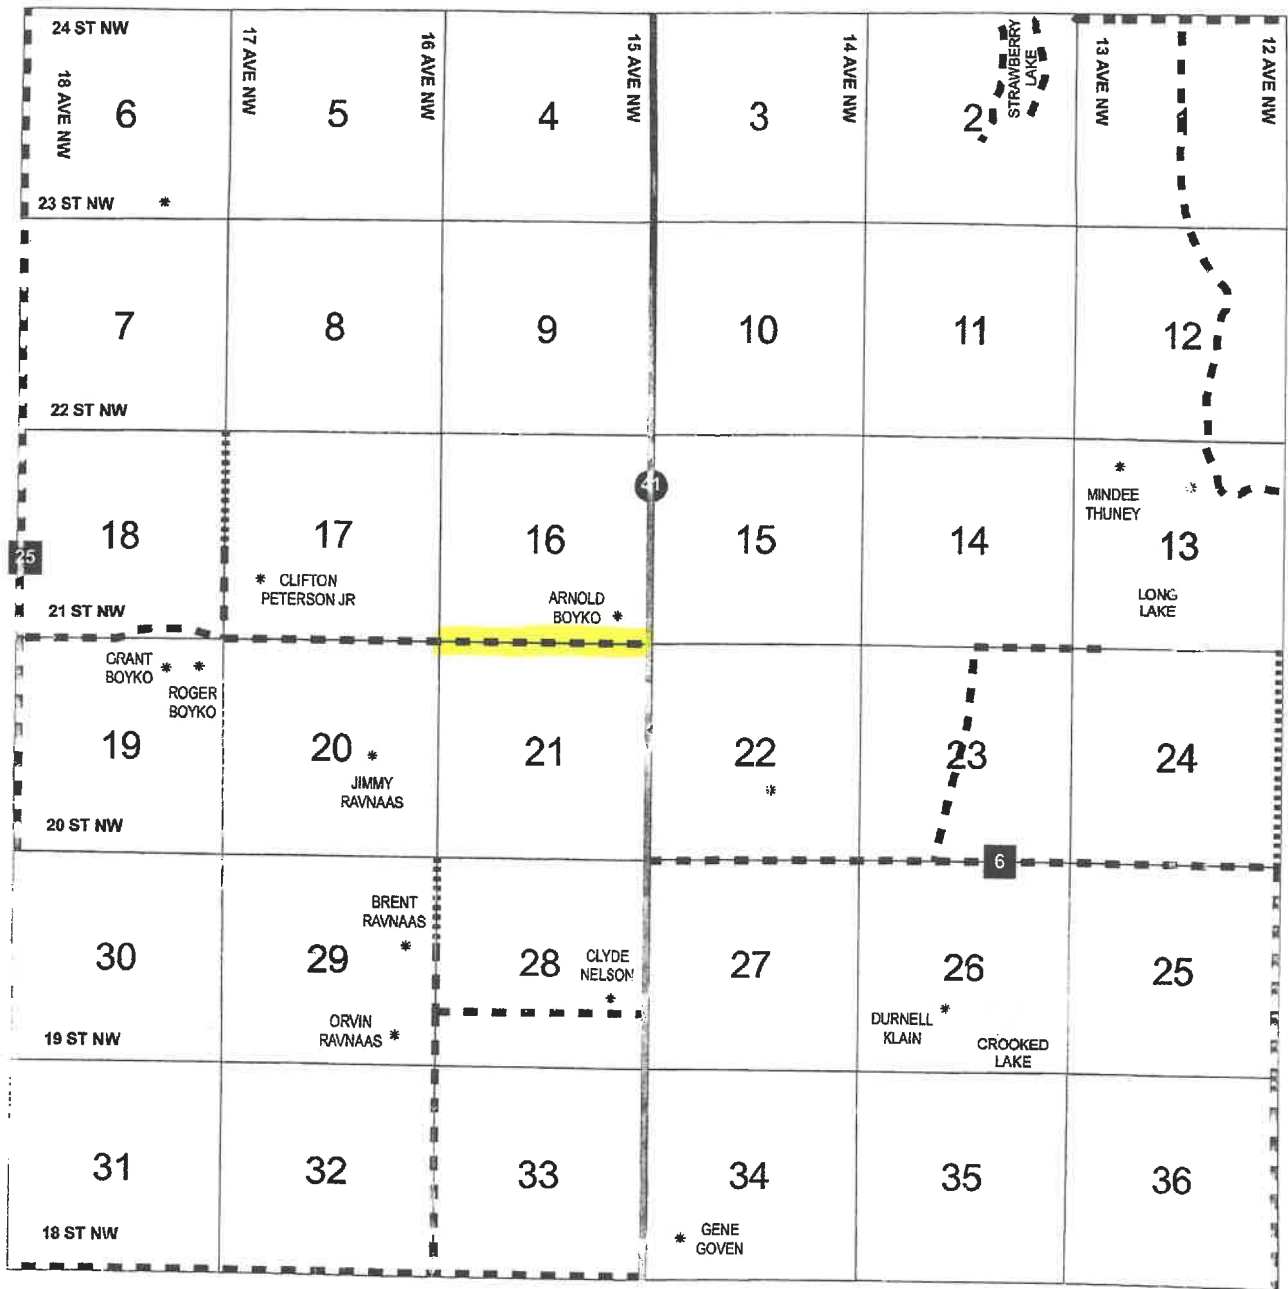 24 ST NW
18 AVE NW
6
17 AVE NW
5
16 AVE NW
4
15 AVE NW
3
14 AVE NW
2
STRAWBERRY
LAKE
13 AVE NW
12 AVE NW
23 ST NW
7
8
9
10
11
12
22 ST NW
41
25
18
17
16
15
14
13
MINDEE
THUNEY
CLIFTON
PETERSON JR
ARNOLD
BOYKO
LONG
LAKE
21 ST NW
GRANT
BOYKO
ROGER
BOYKO
19
20
21
22
23
24
JIMMY
RAVNAAS
20 ST NW
6
BRENT
RAVNAAS
30
29
28
CLYDE
NELSON
27
26
25
ORVIN
RAVNAAS
DURNELL
KLAIN
CROOKED
LAKE
19 ST NW
31
32
33
34
35
36
GENE
GOVEN
18 ST NW